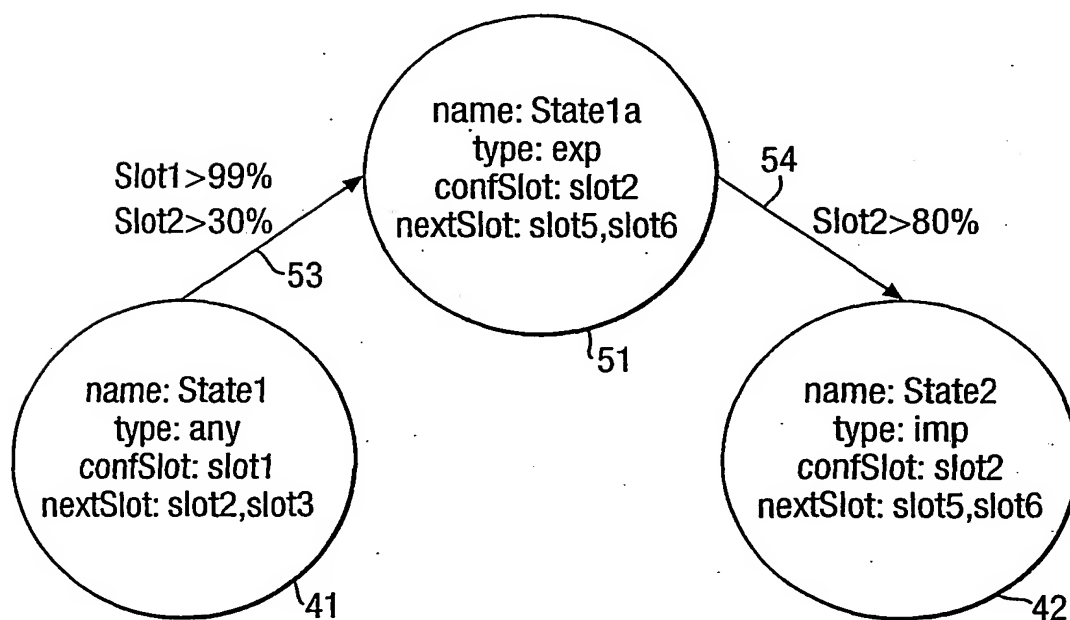 name: State1a
type: exp
confSlot: slot2
nextSlot: slot5,slot6
51
Slot1>99%
Slot2>30%
53
54
Slot2>80%
name: State1
type: any
confSlot: slot1
nextSlot: slot2,slot3
41
name: State2
type: imp
confSlot: slot2
nextSlot: slot5,slot6
42